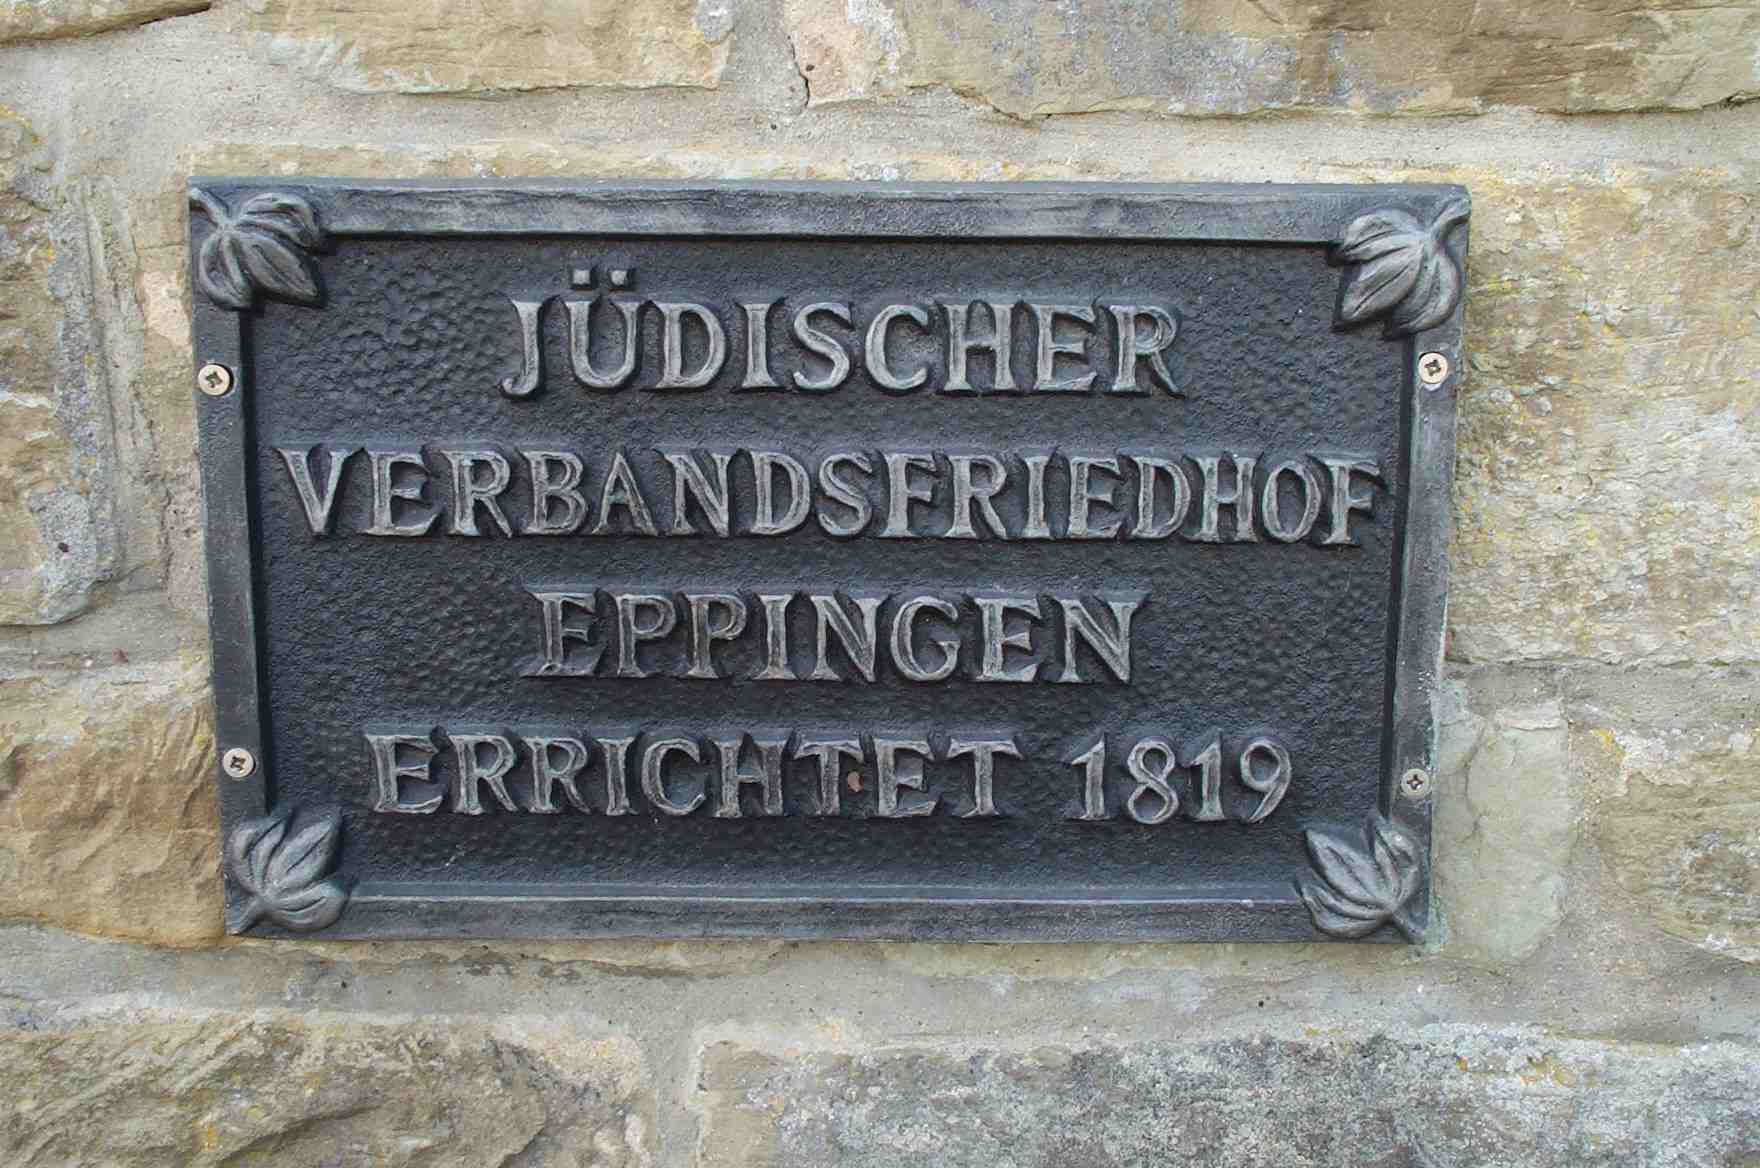 JÜDISCHER
VERBANDSFRIEDHOF
EPPINGEN
ERRICHTET 1819